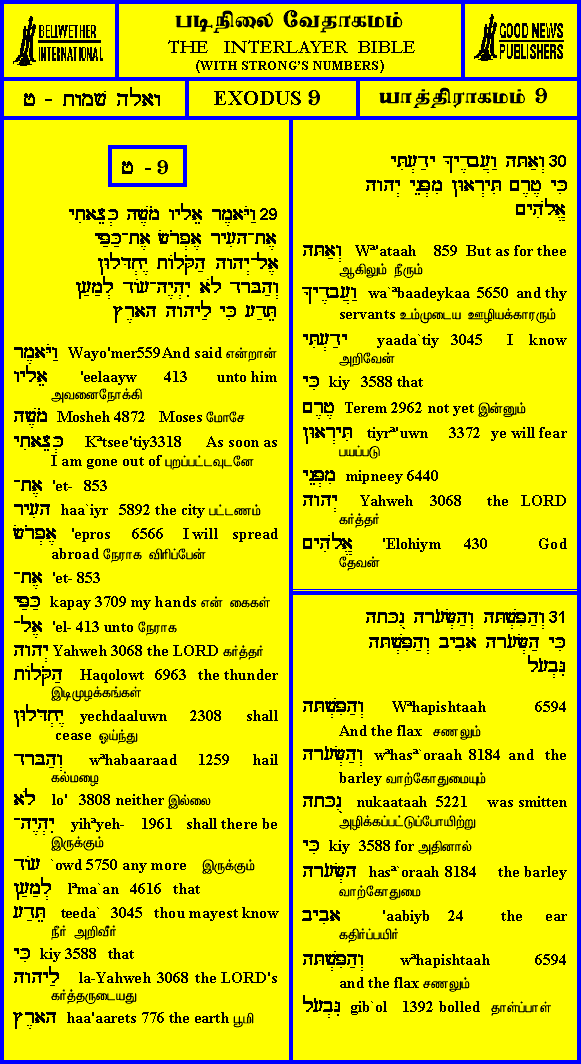 BELLWETHER
INTERNATIONAL
படிநிலை வேதாகமம்
THE INTERLAYER BIBLE
(WITH STRONG'S NUMBERS)
GOOD NEWS
PUBLISHERS
ואלה שמות - ט
EXODUS 9
யாத்திராகமம் 9
ט - 9
29 וַיֹּאמֶר אֵלָיו מֹשֶׁה כְּצֵאתִי
אֶת־הָעִיר אֶפְרֹשׂ אֶת־כַּפַּי
אֶל־יְהוָה הַקֹּלוֹת יֶחְדָּלוּן
וְהַבָּרָד לֹא יִהְיֶה־עוֹד לְמַעַן
תֵּדַע כִּי לַיהוָה הָאָרֶץ
וַיֹּאמֶר Wayo'mer559And said என்றான்
אֵלָיו 'eelaayw 413 unto him
அவனைநோக்கி
מֹשֶׁה Mosheh 4872 Moses மோசே
כְּצֵאתִי Kᵊtsee'tiy3318 As soon as
I am gone out of புறப்பட்டவுடனே
אֶת־ 'et- 853
הָעִיר haa`iyr 5892 the city பட்டணம்
אֶפְרֹשׂ 'epros 6566 I will spread
abroad நேராக விரிப்பேன்
אֶת־ 'et- 853
כַּפַּי kapay 3709 my hands என் கைகள்
אֶל־ 'el- 413 unto நேராக
יְהוָה Yahweh 3068 the LORD கர்த்தர்
הַקֹּלוֹת Haqolowt 6963 the thunder
இடிமுழக்கங்கள்
יֶחְדָּלוּן yechdaaluwn 2308 shall
cease ஓய்ந்து
וְהַבָּרָד wᵊhabaaraad 1259 hail
கல்மழை
לֹא lo' 3808 neither இல்லை
יִהְיֶה־ yihᵊyeh- 1961 shall there be
இருக்கும்
עוֹד `owd 5750 any more இருக்கும்
לְמַעַן lᵊma`an 4616 that
תֵּדַע teeda` 3045 thou mayest know
நீர் அறிவீர்
כִּי kiy 3588 that
לַיהוָה la-Yahweh 3068 the LORD's
கர்த்தருடையது
הָאָרֶץ haa'aarets 776 the earth பூமி
30 וְאַתָּה וַעֲבָדֶיךָ יָדַעְתִּי
כִּי טֶרֶם תִּירְאוּן מִפְּנֵי יְהוָה
אֱלֹהִים
וְאַתָּה Wᵊ'ataah 859 But as for thee
ஆகிலும் நீரும்
וַעֲבָדֶיךָ wa`ᵃbaadeykaa 5650 and thy
servants உம்முடைய ஊழியக்காரரும்
יָדַעְתִּי yaada`tiy 3045 I know
அறிவேன்
כִּי kiy 3588 that
טֶרֶם Terem 2962 not yet இன்னும்
תִּירְאוּן tiyrᵊ'uwn 3372 ye will fear
பயப்படு
מִפְּנֵי mipneey 6440
יְהוָה Yahweh 3068 the LORD
கர்த்தர்
אֱלֹהִים 'Elohiym 430 God
தேவன்
31 וְהַפִּשְׁתָּה וְהַשְּׂעֹרָה נֻכָּתָה
כִּי הַשְּׂעֹרָה אָבִיב וְהַפִּשְׁתָּה
גִּבְעֹל
וְהַפִּשְׁתָּה Wᵊhapishtaah 6594
And the flax சணலும்
וְהַשְּׂעֹרָה wᵊhasᵊ`oraah 8184 and the
barley வாற்கோதுமையும்
נֻכָּתָה nukaataah 5221 was smitten
அழிக்கப்பட்டுப்போயிற்று
כִּי kiy 3588 for அதினால்
הַשְּׂעֹרָה hasᵊ`oraah 8184 the barley
வாற்கோதுமை
אָבִיב 'aabiyb 24 the ear
கதிர்ப்பயிர்
וְהַפִּשְׁתָּה wᵊhapishtaah 6594
and the flax சணலும்
גִּבְעֹל gib`ol 1392 bolled தாள்ப்பாள்